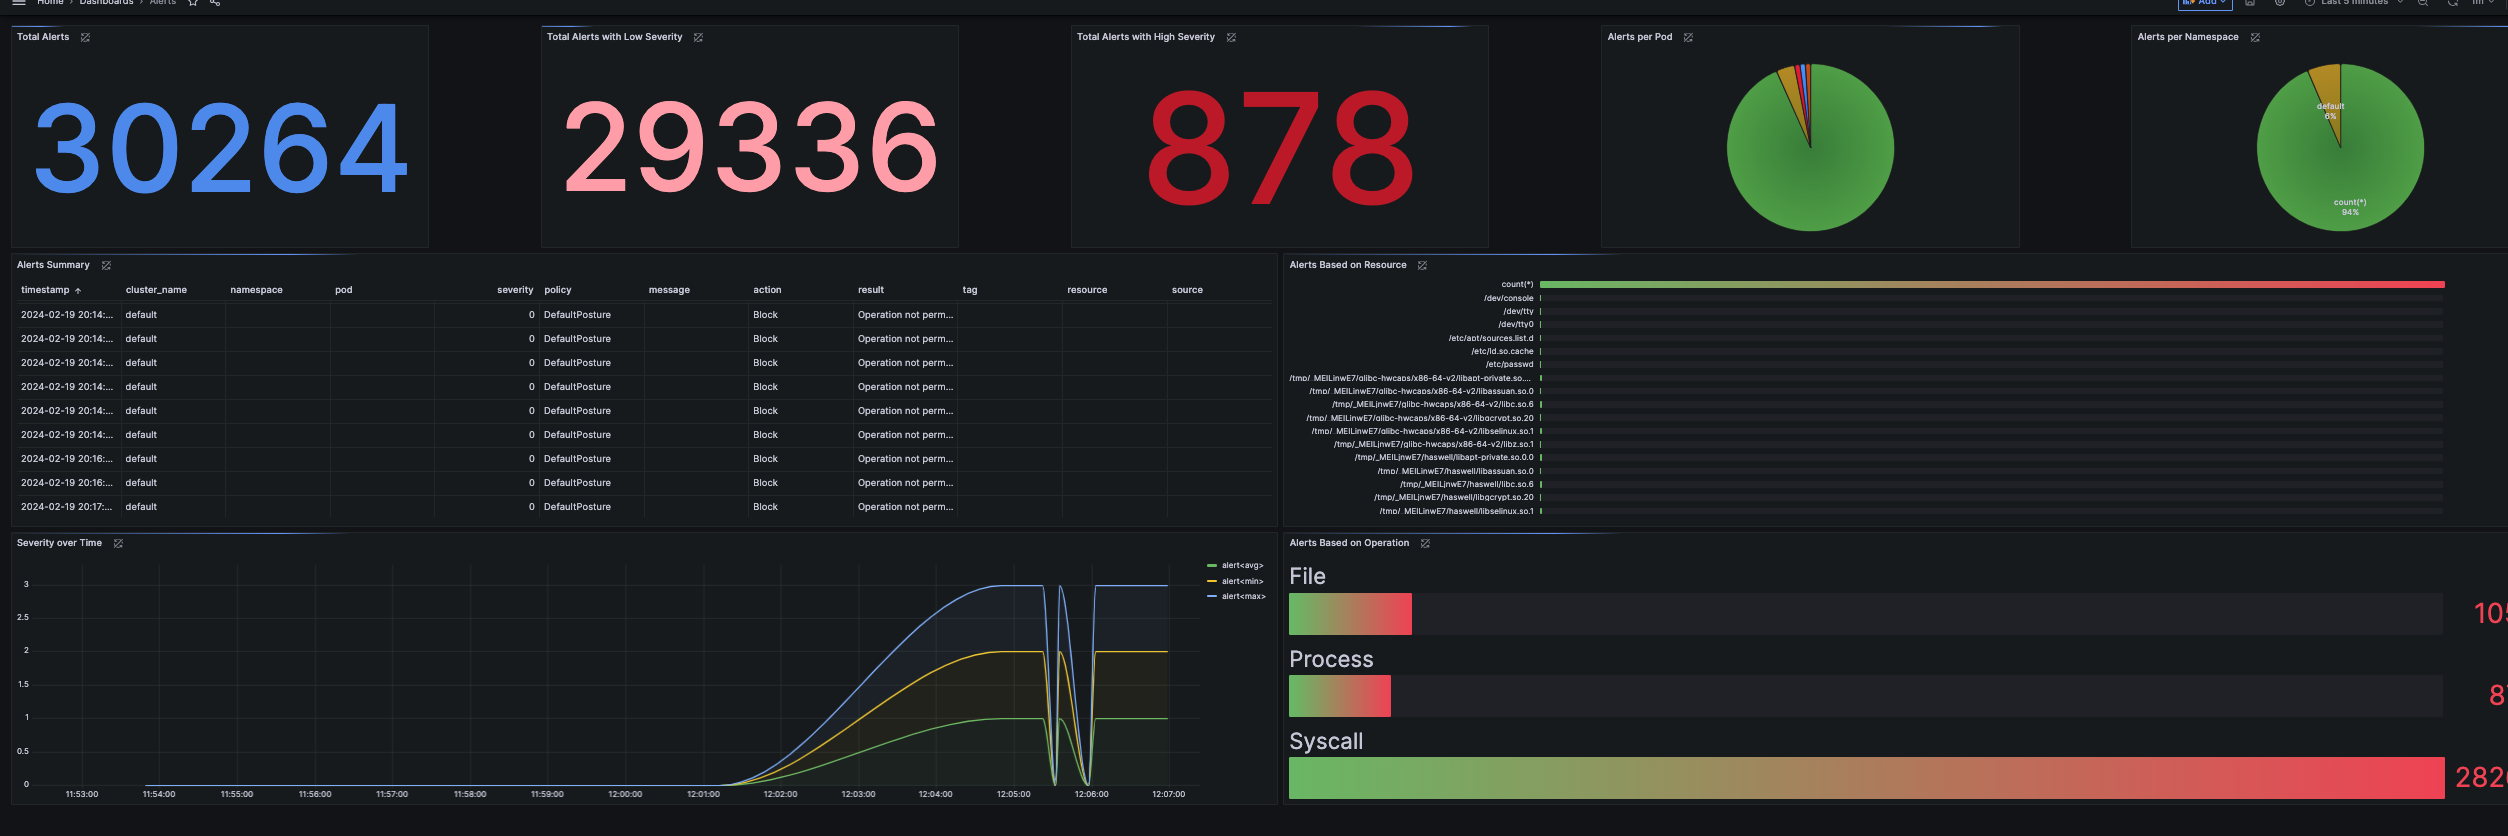 Home › Dashboards › Alerts
Add
Last 5 minutes
1m
Total Alerts
30264
Total Alerts with Low Severity
29336
Total Alerts with High Severity
878
Alerts per Pod
Alerts per Namespace
default
6%
count(*)
94%
Alerts Summary
timestamp cluster_name namespace pod severity policy message action result tag resource source
2024-02-19 20:14:... default 0 DefaultPosture Block Operation not perm...
2024-02-19 20:14:... default 0 DefaultPosture Block Operation not perm...
2024-02-19 20:14:... default 0 DefaultPosture Block Operation not perm...
2024-02-19 20:14:... default 0 DefaultPosture Block Operation not perm...
2024-02-19 20:14:... default 0 DefaultPosture Block Operation not perm...
2024-02-19 20:14:... default 0 DefaultPosture Block Operation not perm...
2024-02-19 20:16:... default 0 DefaultPosture Block Operation not perm...
2024-02-19 20:16:... default 0 DefaultPosture Block Operation not perm...
2024-02-19 20:17:... default 0 DefaultPosture Block Operation not perm...
Alerts Based on Resource
count(*)
/dev/console
/dev/tty
/dev/tty0
/etc/apt/sources.list.d
/etc/ld.so.cache
/etc/passwd
/tmp/_MEILjnwE7/glibc-hwcaps/x86-64-v2/libapt-private.so....
/tmp/_MEILjnwE7/glibc-hwcaps/x86-64-v2/libassuan.so.0
/tmp/_MEILjnwE7/glibc-hwcaps/x86-64-v2/libc.so.6
/tmp/_MEILjnwE7/glibc-hwcaps/x86-64-v2/libgcrypt.so.20
/tmp/_MEILjnwE7/glibc-hwcaps/x86-64-v2/libselinux.so.1
/tmp/_MEILjnwE7/glibc-hwcaps/x86-64-v2/libz.so.1
/tmp/_MEILjnwE7/haswell/libapt-private.so.0.0
/tmp/_MEILjnwE7/haswell/libassuan.so.0
/tmp/_MEILjnwE7/haswell/libc.so.6
/tmp/_MEILjnwE7/haswell/libgcrypt.so.20
/tmp/_MEILjnwE7/haswell/libselinux.so.1
Severity over Time
3
2.5
2
1.5
1
0.5
0
11:53:00 11:54:00 11:55:00 11:56:00 11:57:00 11:58:00 11:59:00 12:00:00 12:01:00 12:02:00 12:03:00 12:04:00 12:05:00 12:06:00 12:07:00
alert<avg>
alert<min>
alert<max>
Alerts Based on Operation
File
105
Process
8
Syscall
282